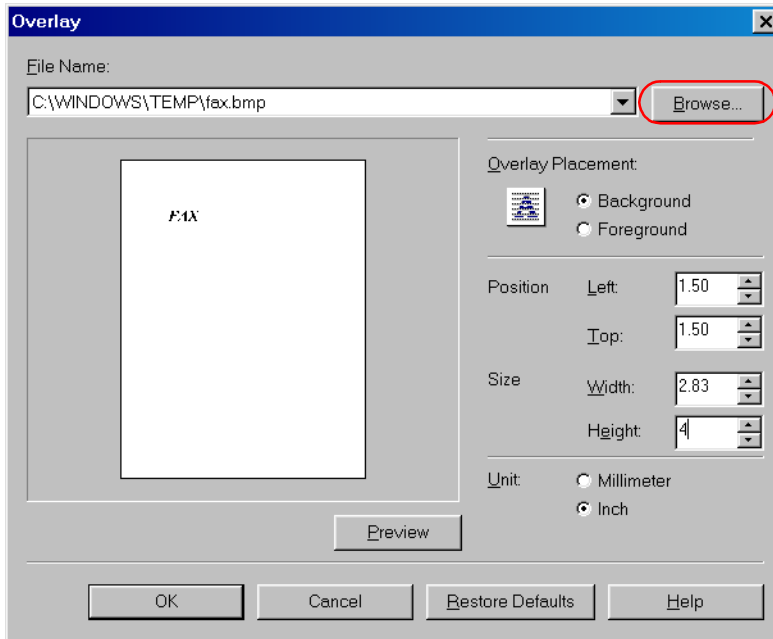 Overlay
File Name:
C:\WINDOWS\TEMP\fax.bmp Browse...
FAX
Overlay Placement:
Background
Foreground
Position Left: 1.50
Top: 1.50
Size Width: 2.83
Height: 4
Unit: Millimeter
Inch
Preview
OK Cancel Restore Defaults Help